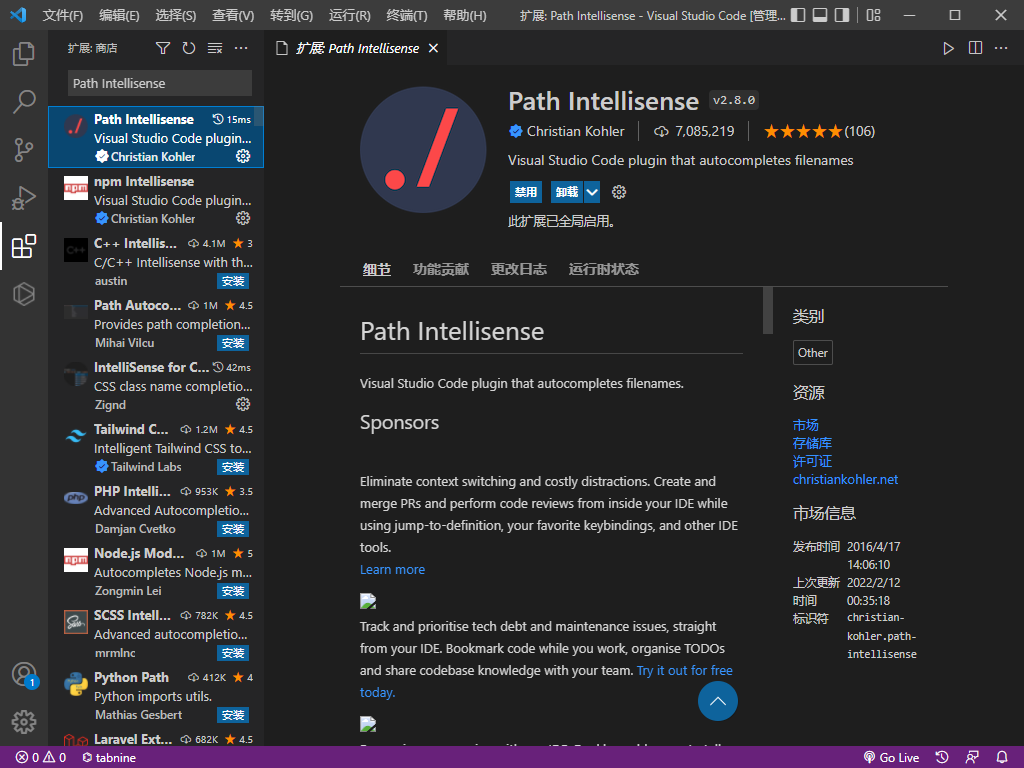 文件(F) 编辑(E) 选择(S) 查看(V) 转到(G) 运行(R) 终端(T) 帮助(H) 扩展: Path Intellisense - Visual Studio Code [管理...
扩展: 商店
Path Intellisense
Path Intellisense 15ms
Visual Studio Code plugin...
Christian Kohler
npm Intellisense
Visual Studio Code plugin...
Christian Kohler
C++ Intellis... 4.1M 3
C/C++ Intellisense with th...
austin 安装
Path Autoco... 1M 4.5
Provides path completion...
Mihai Vilcu 安装
IntelliSense for C... 42ms
CSS class name completio...
Zignd
Tailwind C... 1.2M 4.5
Intelligent Tailwind CSS to...
Tailwind Labs 安装
PHP Intelli... 953K 3.5
Advanced Autocompletio...
Damjan Cvetko 安装
Node.js Mod... 1M 5
Autocompletes Node.js m...
Zongmin Lei 安装
SCSS Intelli... 782K 4.5
Advanced autocompletio...
mrmlnc 安装
Python Path 412K 4
Python imports utils.
Mathias Gesbert 安装
Laravel Ext... 682K 4.5
扩展: Path Intellisense
Path Intellisense v2.8.0
Christian Kohler 7,085,219 (106)
Visual Studio Code plugin that autocompletes filenames
禁用 卸载
此扩展已全局启用。
细节 功能贡献 更改日志 运行时状态
Path Intellisense
Visual Studio Code plugin that autocompletes filenames.
Sponsors
Eliminate context switching and costly distractions. Create and
merge PRs and perform code reviews from inside your IDE while
using jump-to-definition, your favorite keybindings, and other IDE
tools.
Learn more
Track and prioritise tech debt and maintenance issues, straight
from your IDE. Bookmark code while you work, organise TODOs
and share codebase knowledge with your team. Try it out for free
today.
类别
Other
资源
市场
存储库
许可证
christiankohler.net
市场信息
发布时间 2016/4/17
14:06:10
上次更新 2022/2/12
时间 00:35:18
标识符 christian-
kohler.path-
intellisense
1
0 0 tabnine Go Live